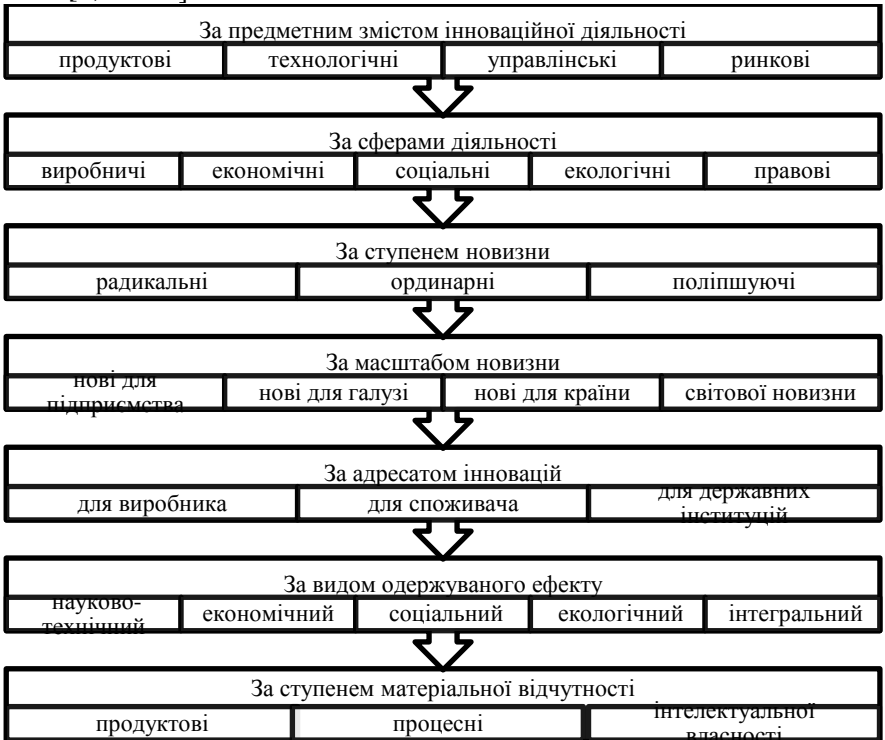 За предметним змістом інноваційної діяльності
продуктові технологічні управлінські ринкові
За сферами діяльності
виробничі економічні соціальні екологічні правові
За ступенем новизни
радикальні ординарні поліпшуючі
За масштабом новизни
нові для підприємства нові для галузі нові для країни світової новизни
За адресатом інновацій
для виробника для споживача для державних інституцій
За видом одержуваного ефекту
науково-технічний економічний соціальний екологічний інтегральний
За ступенем матеріальної відчутності
продуктові процесні інтелектуальної власності